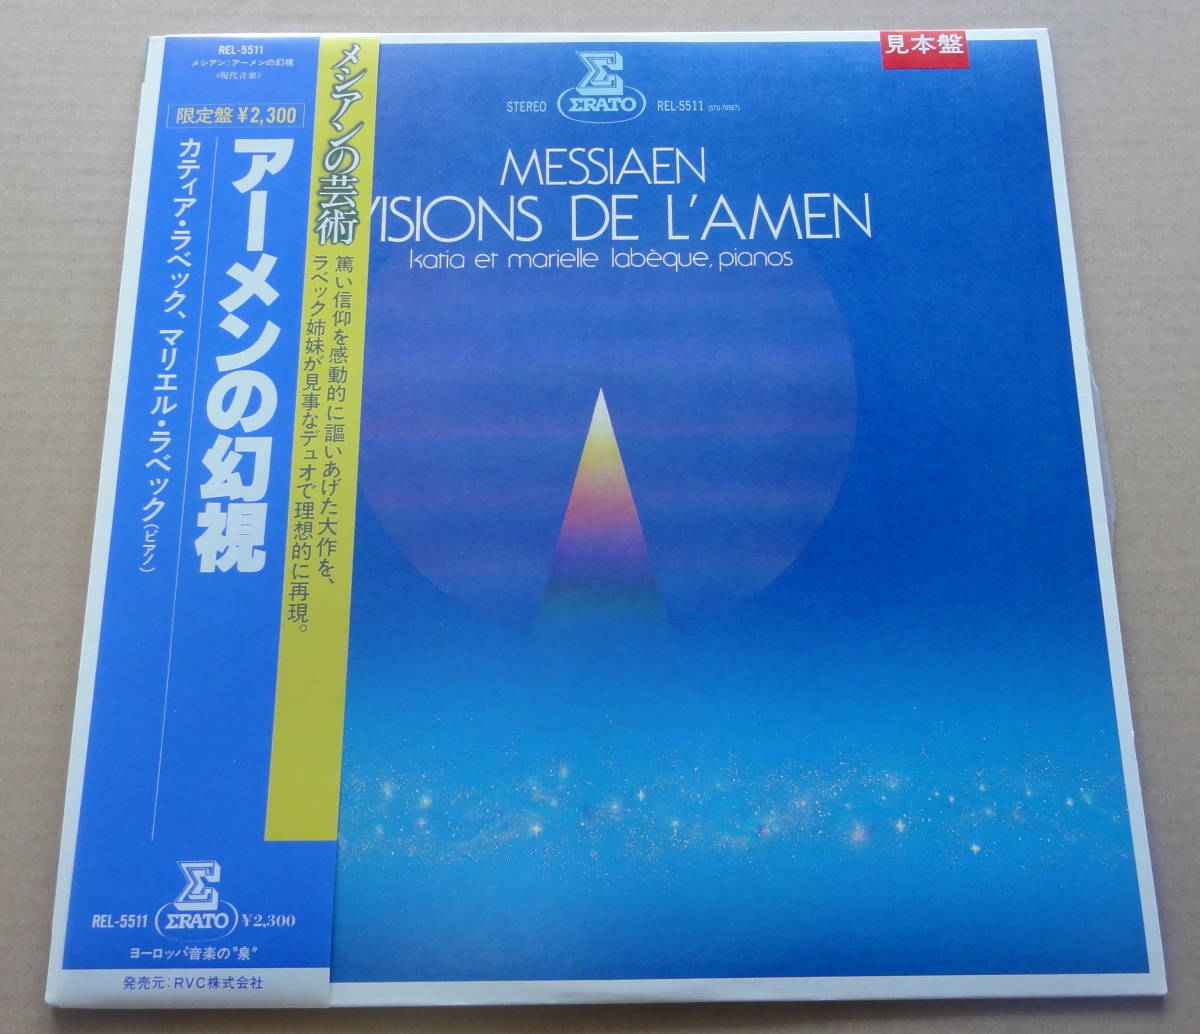 REL-5511
メシアン：アーメンの幻視
〈現代音楽〉
限定盤 ¥2,300
アーメンの幻視
カティア・ラベック、マリエル・ラベック(ピアノ)
メシアンの芸術
篤い信仰を感動的に謳いあげた大作を、
ラベック姉妹が見事なデュオで理想的に再現。
REL-5511 ΣRATO ¥2,300
ヨーロッパ音楽の“泉”
発売元：RVC株式会社
見本盤
STEREO ΣRATO REL-5511 (STU-70567)
MESSIAEN
VISIONS DE L'AMEN
katia et marielle labèque, pianos